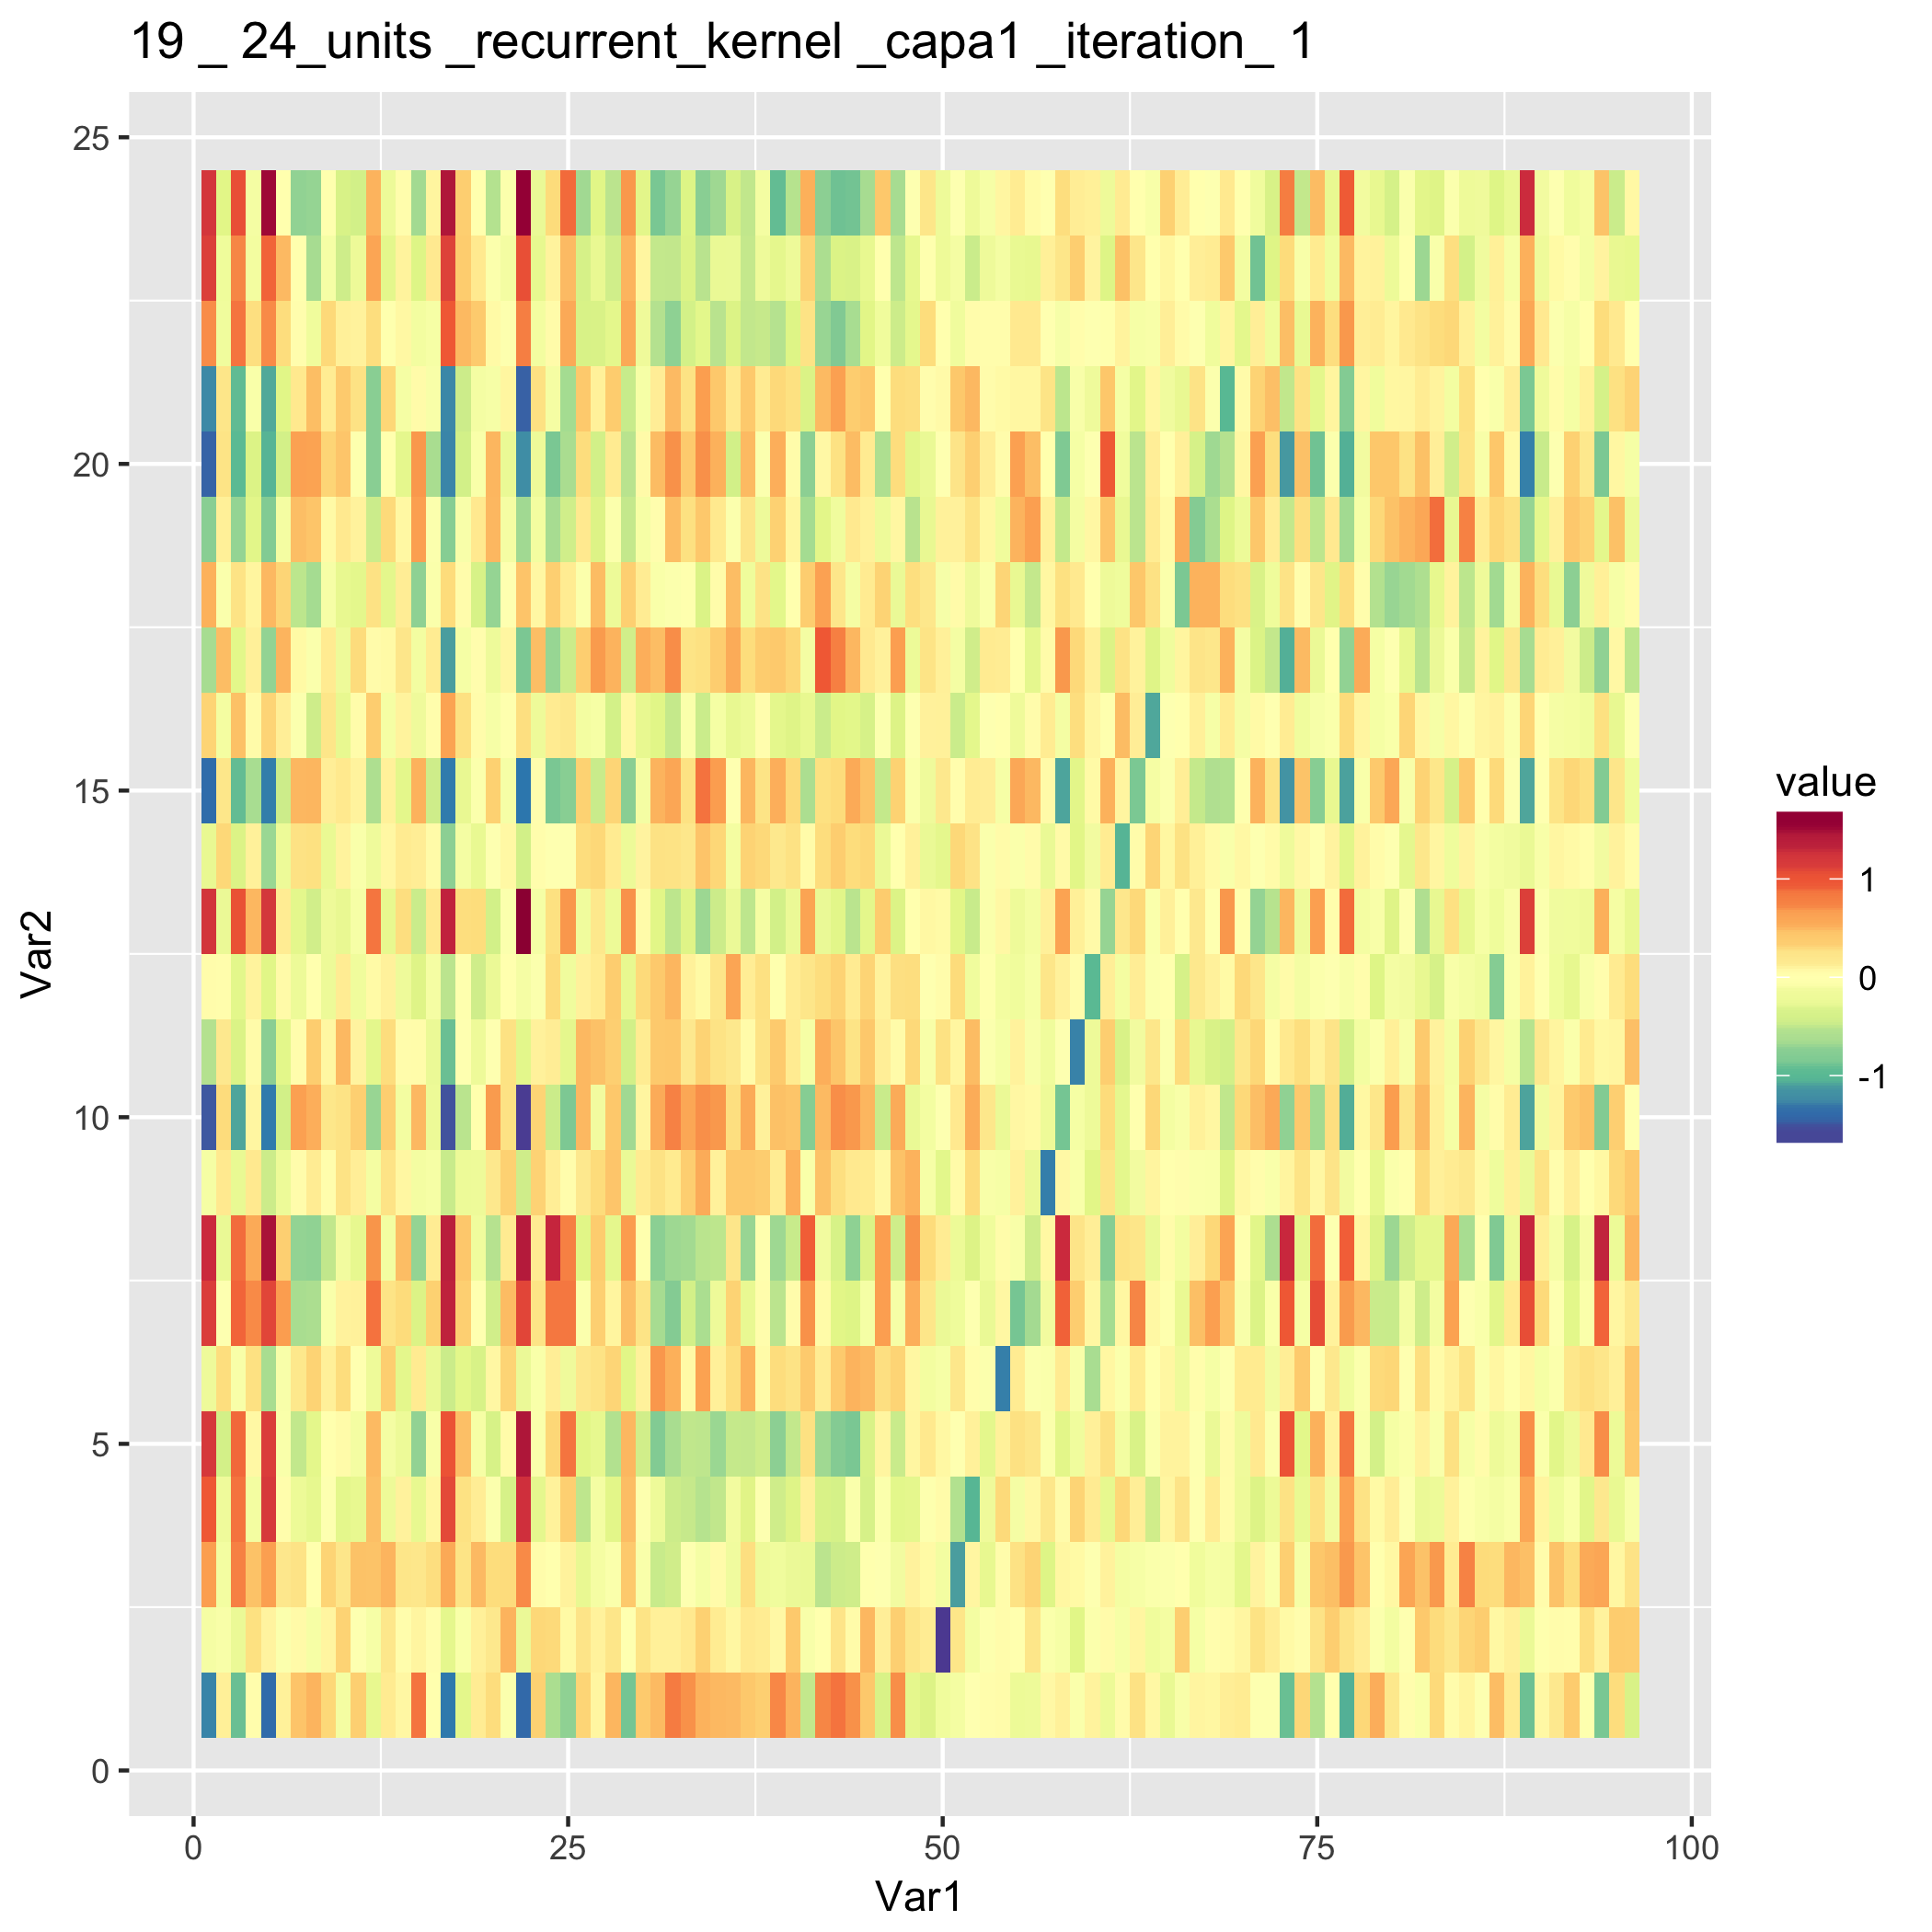 19 _ 24_units _recurrent_kernel _capa1 _iteration_ 1
25
20
15
10
5
0
Var2
0 25 50 75 100
Var1
value
1
0
-1